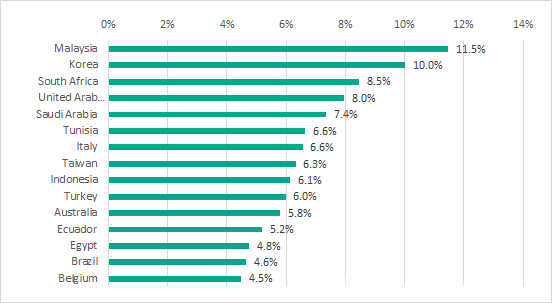 0% 2% 4% 6% 8% 10% 12% 14%
Malaysia 11.5%
Korea 10.0%
South Africa 8.5%
United Arab... 8.0%
Saudi Arabia 7.4%
Tunisia 6.6%
Italy 6.6%
Taiwan 6.3%
Indonesia 6.1%
Turkey 6.0%
Australia 5.8%
Ecuador 5.2%
Egypt 4.8%
Brazil 4.6%
Belgium 4.5%